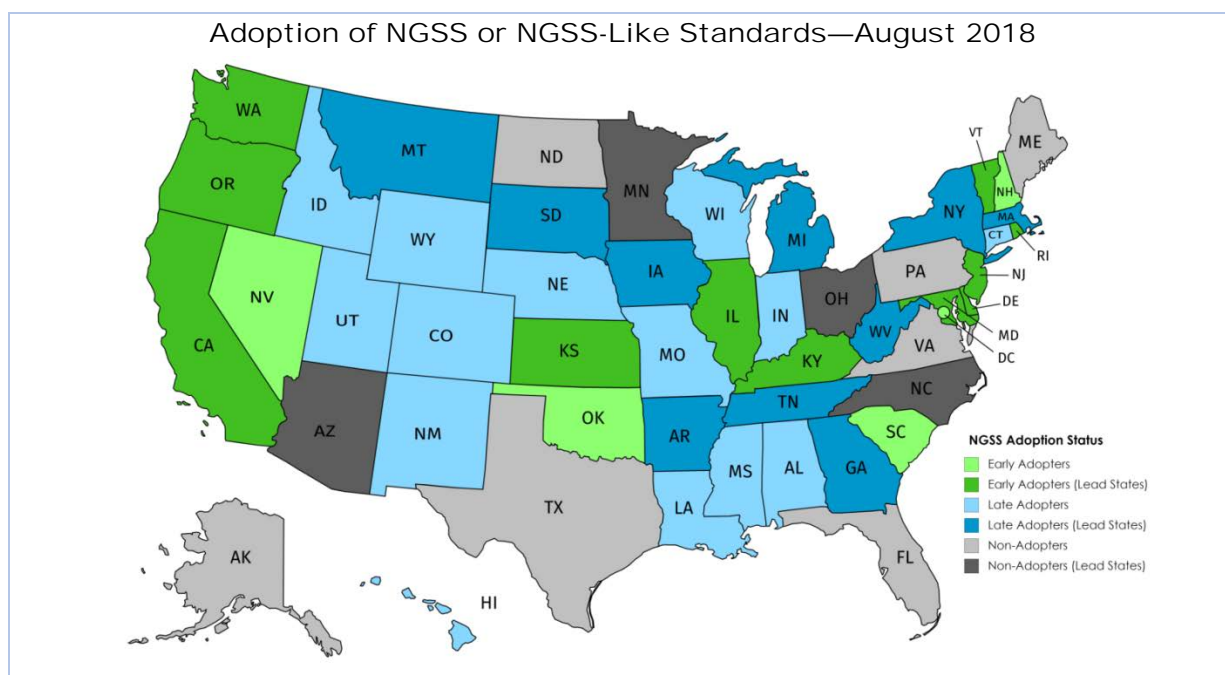 Adoption of NGSS or NGSS-Like Standards—August 2018
WA
MT
ND
MN
VT
ME
OR
ID
SD
WI
MI
NY
NH
MA
CT
RI
WY
IA
PA
NJ
NV
NE
OH
DE
UT
CO
IL
IN
WV
MD
CA
KS
MO
KY
VA
DC
AZ
NM
OK
AR
TN
NC
SC
MS
AL
GA
TX
LA
FL
AK
HI
NGSS Adoption Status
Early Adopters
Early Adopters (Lead States)
Late Adopters
Late Adopters (Lead States)
Non-Adopters
Non-Adopters (Lead States)